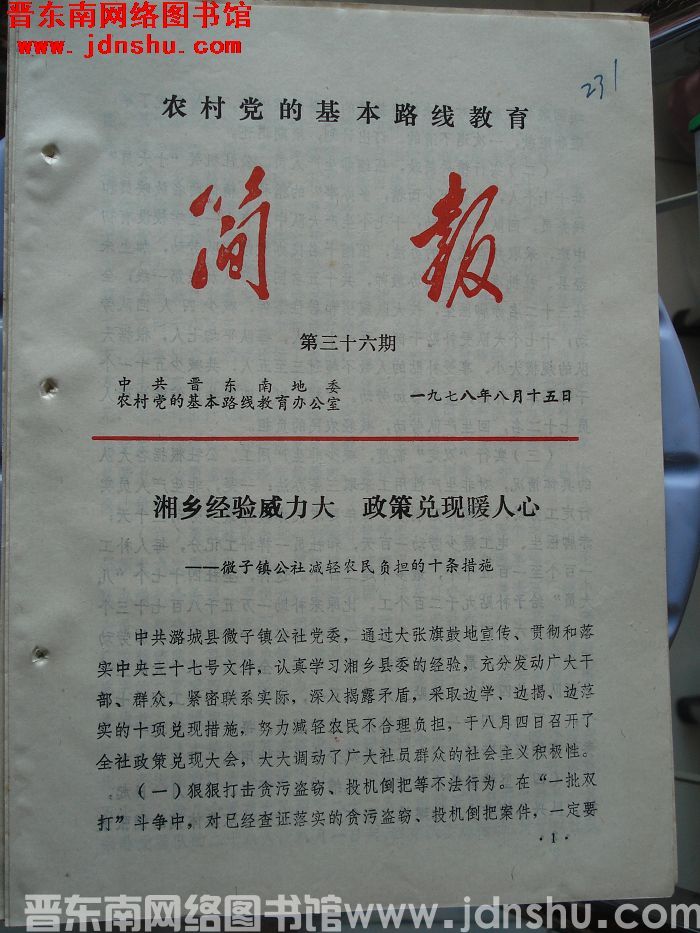 晋东南网络图书馆
www.jdnshu.com
231
农村党的基本路线教育
简报
第三十六期
中共晋东南地委
农村党的基本路线教育办公室
一九七八年八月十五日
湘乡经验威力大 政策兑现暖人心
——微子镇公社减轻农民负担的十条措施
中共潞城县微子镇公社党委，通过大张旗鼓地宣传、贯彻和落
实中央三十七号文件，认真学习湘乡县委的经验，充分发动广大干
部、群众，紧密联系实际，深入揭露矛盾，采取边学、边揭、边落
实的十项兑现措施，努力减轻农民不合理负担，于八月四日召开了
全社政策兑现大会，大大调动了广大社员群众的社会主义积极性。
（一）狠狠打击贪污盗窃、投机倒把等不法行为。在“一批双
打”斗争中，对已经查证落实的贪污盗窃、投机倒把案件，一定要
·1·
晋东南网络图书馆 www.jdnshu.com